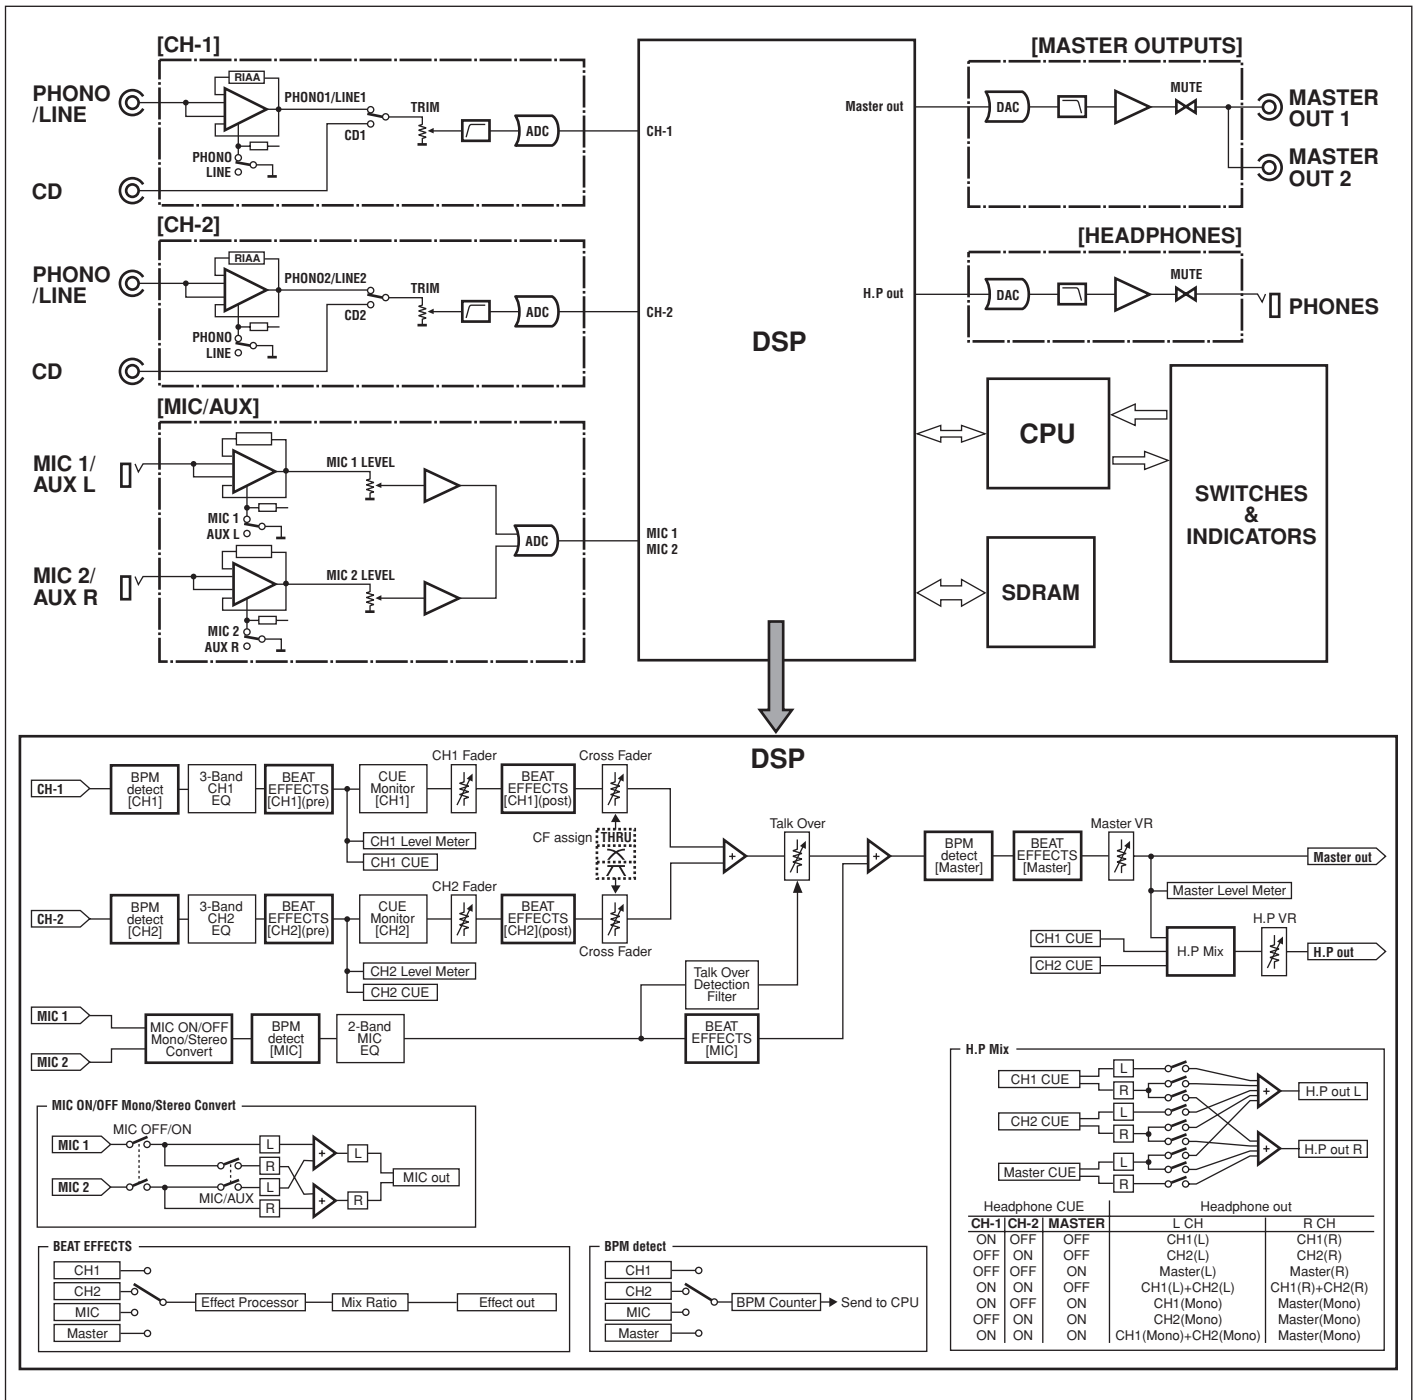 [CH-1]
PHONO
/LINE
RIAA
PHONO1/LINE1
TRIM
CD1
PHONO
LINE
ADC
CD
CH-1
[CH-2]
PHONO
/LINE
RIAA
PHONO2/LINE2
TRIM
CD2
PHONO
LINE
ADC
CD
CH-2
[MIC/AUX]
MIC 1/
AUX L
MIC 1 LEVEL
MIC 1
AUX L
ADC
MIC 2/
AUX R
MIC 2 LEVEL
MIC 2
AUX R
MIC 1
MIC 2
DSP
Master out
H.P out
[MASTER OUTPUTS]
DAC
MUTE
MASTER
OUT 1
MASTER
OUT 2
[HEADPHONES]
DAC
MUTE
PHONES
CPU
SDRAM
SWITCHES
&
INDICATORS
DSP
CH-1
BPM
detect
[CH1]
3-Band
CH1
EQ
BEAT
EFFECTS
[CH1](pre)
CUE
Monitor
[CH1]
CH1 Fader
BEAT
EFFECTS
[CH1](post)
Cross Fader
CH1 Level Meter
CH1 CUE
CF assign
THRU
CH-2
BPM
detect
[CH2]
3-Band
CH2
EQ
BEAT
EFFECTS
[CH2](pre)
CUE
Monitor
[CH2]
CH2 Fader
BEAT
EFFECTS
[CH2](post)
Cross Fader
CH2 Level Meter
CH2 CUE
+
Talk Over
+
BPM
detect
[Master]
BEAT
EFFECTS
[Master]
Master VR
Master out
Master Level Meter
CH1 CUE
CH2 CUE
H.P Mix
H.P VR
H.P out
MIC 1
MIC 2
MIC ON/OFF
Mono/Stereo
Convert
BPM
detect
[MIC]
2-Band
MIC
EQ
Talk Over
Detection
Filter
BEAT
EFFECTS
[MIC]
MIC ON/OFF Mono/Stereo Convert
MIC OFF/ON
MIC 1
MIC 2
MIC/AUX
L
R
L
R
+
+
L
R
MIC out
H.P Mix
CH1 CUE
L
R
CH2 CUE
L
R
Master CUE
L
R
+
+
H.P out L
H.P out R
Headphone CUE Headphone out
CH-1 CH-2 MASTER L CH R CH
ON OFF OFF CH1(L) CH1(R)
OFF ON OFF CH2(L) CH2(R)
OFF OFF ON Master(L) Master(R)
ON ON OFF CH1(L)+CH2(L) CH1(R)+CH2(R)
ON OFF ON CH1(Mono) Master(Mono)
OFF ON ON CH2(Mono) Master(Mono)
ON ON ON CH1(Mono)+CH2(Mono) Master(Mono)
BEAT EFFECTS
CH1
CH2
MIC
Master
Effect Processor
Mix Ratio
Effect out
BPM detect
CH1
CH2
MIC
Master
BPM Counter
Send to CPU